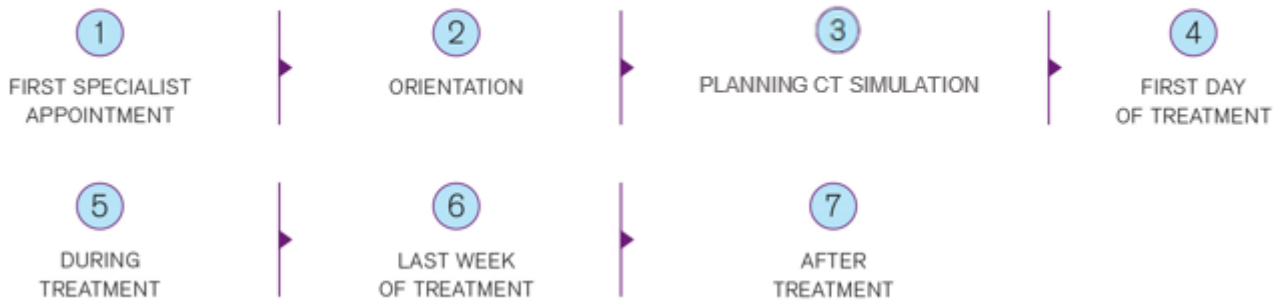 1
FIRST SPECIALIST
APPOINTMENT
2
ORIENTATION
3
PLANNING CT SIMULATION
4
FIRST DAY
OF TREATMENT
5
DURING
TREATMENT
6
LAST WEEK
OF TREATMENT
7
AFTER
TREATMENT